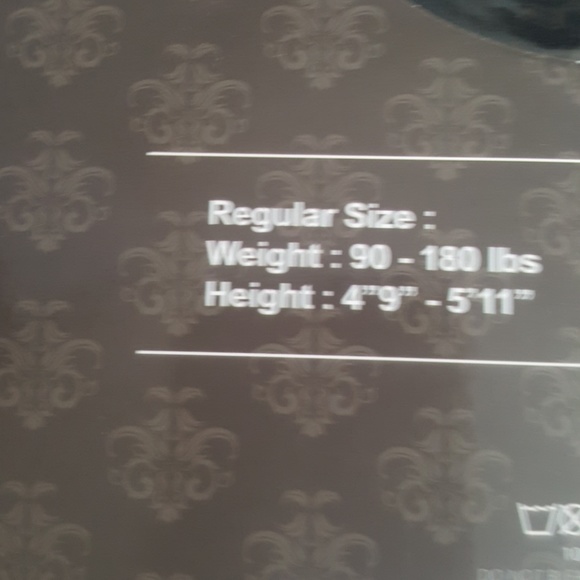 Regular Size :
Weight : 90 - 180 lbs
Height : 4”9” - 5’11”